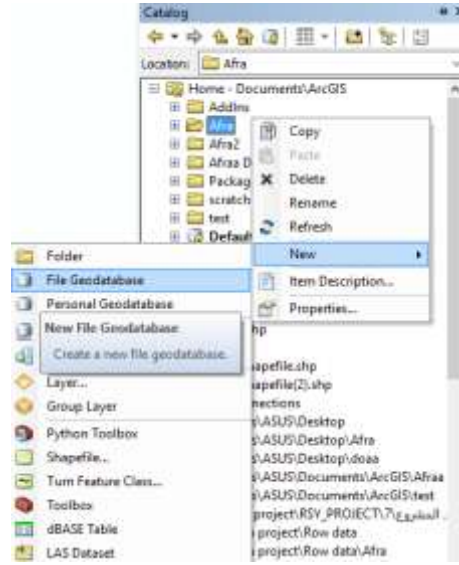 Catalog
Location: Afra
Home - Documents\ArcGIS
AddIns
Afra
Afra2
Afraa D
Packag
scratch
test
Default
Copy
Paste
Delete
Rename
Refresh
New
Item Description...
Properties...
Folder
File Geodatabase
Personal Geodatabase
New File Geodatabase
Create a new file geodatabase.
Layer...
Group Layer
Python Toolbox
Shapefile...
Turn Feature Class...
Toolbox
dBASE Table
LAS Dataset
hp
apefile.shp
apefile(2).shp
nections
\ASUS\Desktop
\ASUS\Desktop\Afra
\ASUS\Desktop\doaa
\ASUS\Documents\ArcGIS\Afraa
\ASUS\Documents\ArcGIS\test
project\RSY_PROJECT\7\المشروع
project\Row data
project\Row data\Afra